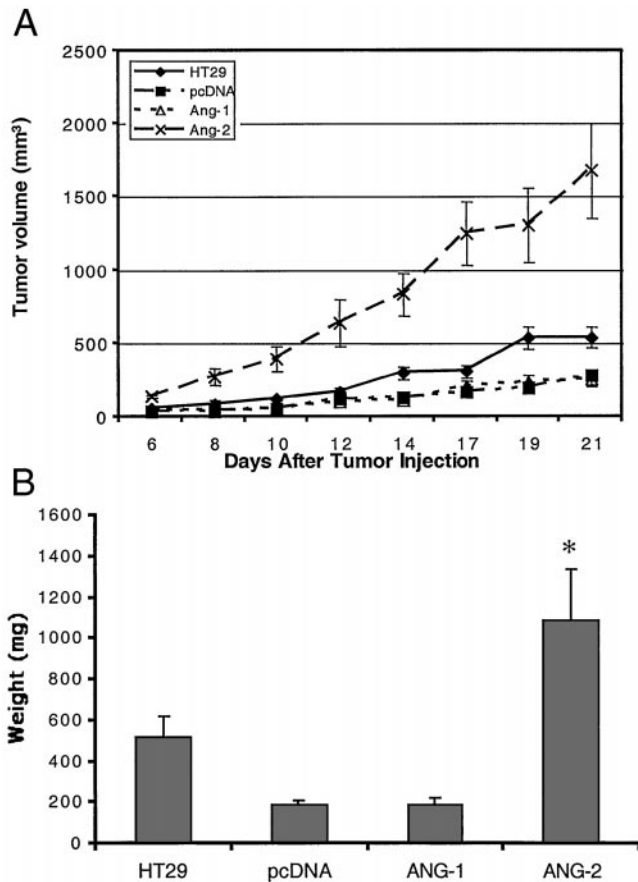 A
2500
2000
1500
1000
500
0
Tumor volume (mm³)
HT29
pcDNA
Ang-1
Ang-2
6 8 10 12 14 17 19 21
Days After Tumor Injection
B
1600
1400
1200
1000
800
600
400
200
0
Weight (mg)
*
HT29 pcDNA ANG-1 ANG-2